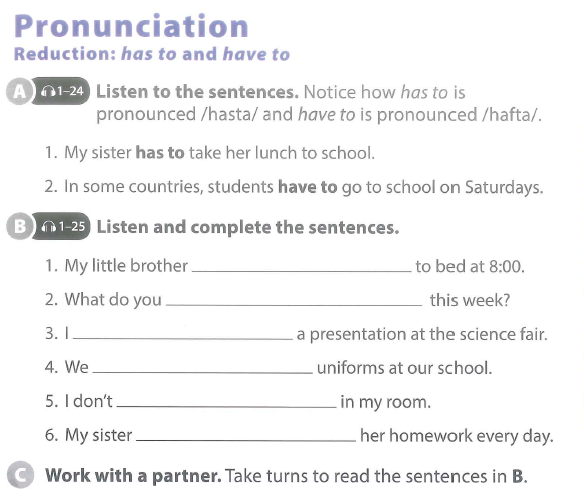 Pronunciation
Reduction: has to and have to
A 1–24 Listen to the sentences. Notice how has to is
pronounced /hasta/ and have to is pronounced /hafta/.
1. My sister has to take her lunch to school.
2. In some countries, students have to go to school on Saturdays.
B 1–25 Listen and complete the sentences.
1. My little brother ______________ to bed at 8:00.
2. What do you ______________ this week?
3. I ______________ a presentation at the science fair.
4. We ______________ uniforms at our school.
5. I don't ______________ in my room.
6. My sister ______________ her homework every day.
C Work with a partner. Take turns to read the sentences in B.